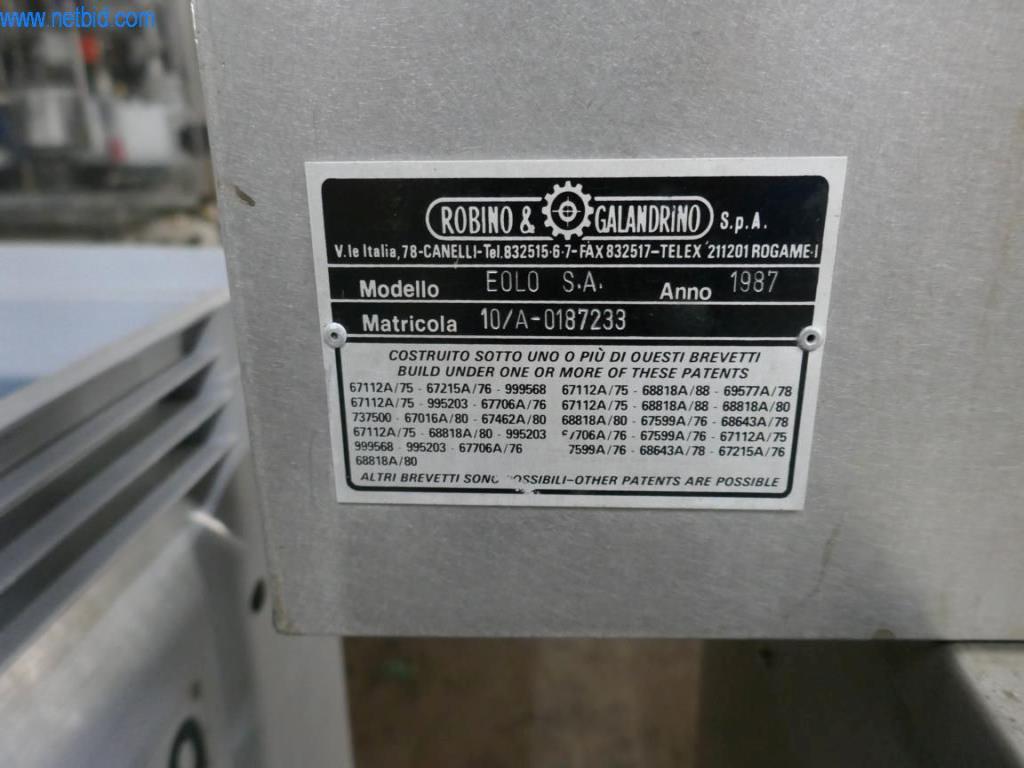 www.netbid.com
ROBINO & GALANDRINO S.p.A.
V.le Italia,78-CANELLI-Tel.832515·6·7-FAX 832517-TELEX 211201 ROGAME-I
Modello EOLO S.A. Anno 1987
Matricola 10/A-0187233
COSTRUITO SOTTO UNO O PIÙ DI QUESTI BREVETTI
BUILD UNDER ONE OR MORE OF THESE PATENTS
67112A/75 - 67215A/76 - 999568 67112A/75 - 68818A/88 - 69577A/78
67112A/75 - 995203 - 67706A/76 67112A/75 - 68818A/88 - 68818A/80
737500 - 67016A/80 - 67462A/80 68818A/80 - 67599A/76 - 68643A/78
67112A/75 - 68818A/80 - 995203 67706A/76 - 67599A/76 - 67112A/75
999568 - 995203 - 67706A/76 7599A/76 - 68643A/78 - 67215A/76
68818A/80
ALTRI BREVETTI SONO POSSIBILI-OTHER PATENTS ARE POSSIBLE